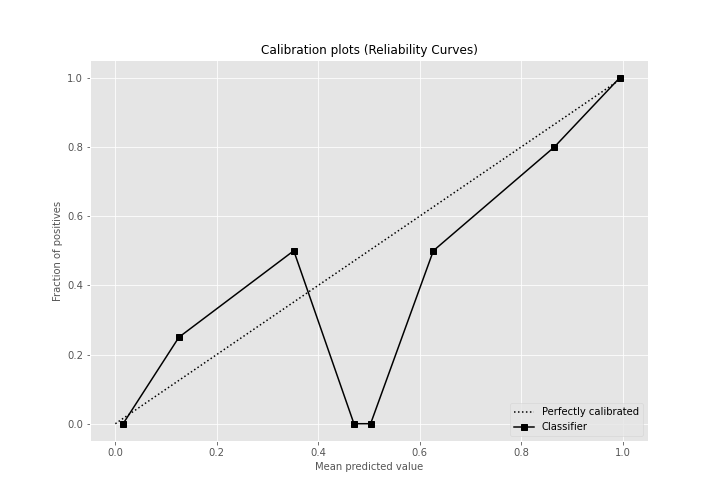 Calibration plots (Reliability Curves)
1.0
0.8
0.6
0.4
0.2
0.0
Fraction of positives
0.0 0.2 0.4 0.6 0.8 1.0
Mean predicted value
Perfectly calibrated
Classifier